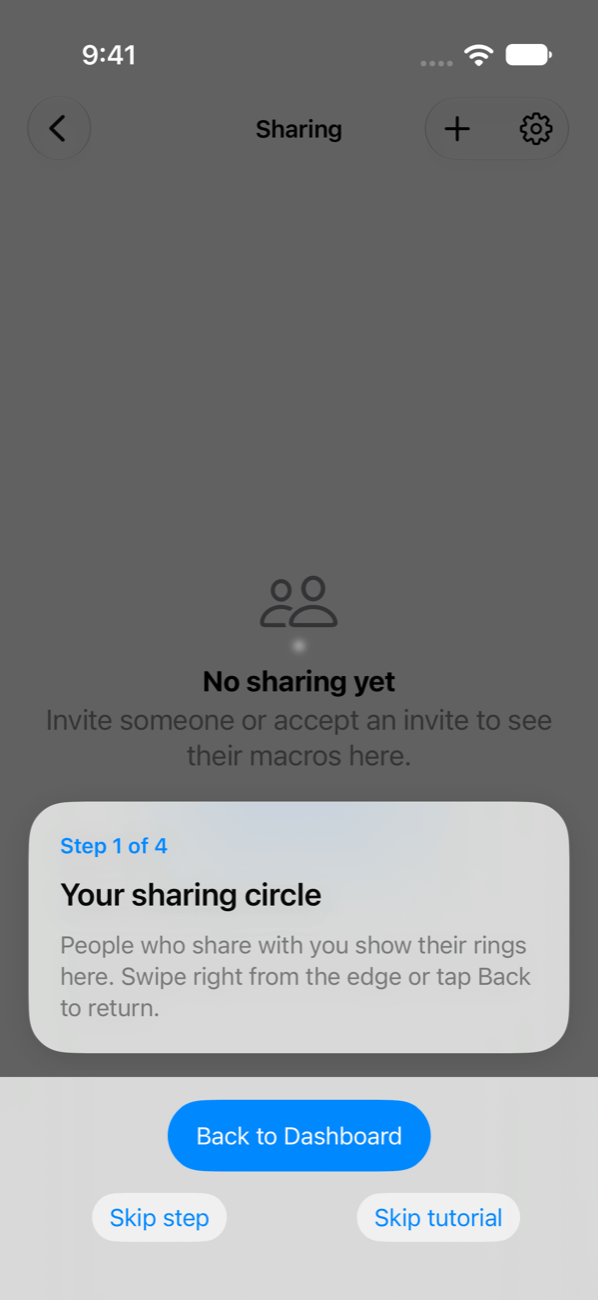 9:41
Sharing
No sharing yet
Invite someone or accept an invite to see
their macros here.
Step 1 of 4
Your sharing circle
People who share with you show their rings
here. Swipe right from the edge or tap Back
to return.
Back to Dashboard
Skip step
Skip tutorial